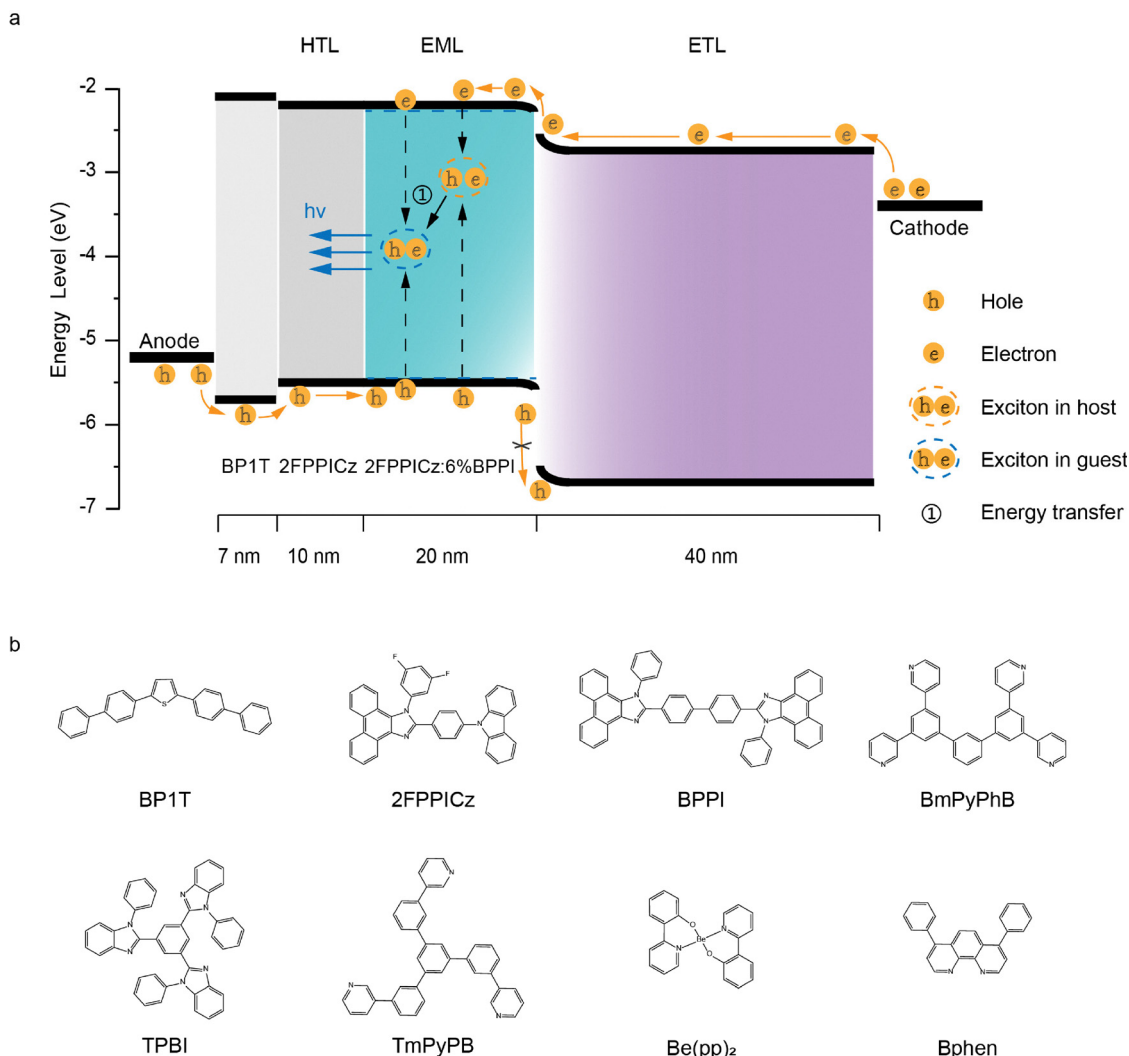 a
HTL EML ETL
Energy Level (eV)
-2
-3
-4
-5
-6
-7
e e e e e e e e
h e
①
hv
h e
Cathode
Anode
h h h h h h h h h h
BP1T 2FPPICz 2FPPICz:6%BPPI
7 nm 10 nm 20 nm 40 nm
h Hole
e Electron
h e Exciton in host
h e Exciton in guest
① Energy transfer
b
S
BP1T
F
F
N
N
N
2FPPICz
N
N
N
N
BPPI
N
N
N
N
BmPyPhB
N
N
N
N
N
N
TPBI
N
N
N
TmPyPB
O
N
Be
N
O
Be(pp)₂
N
N
Bphen